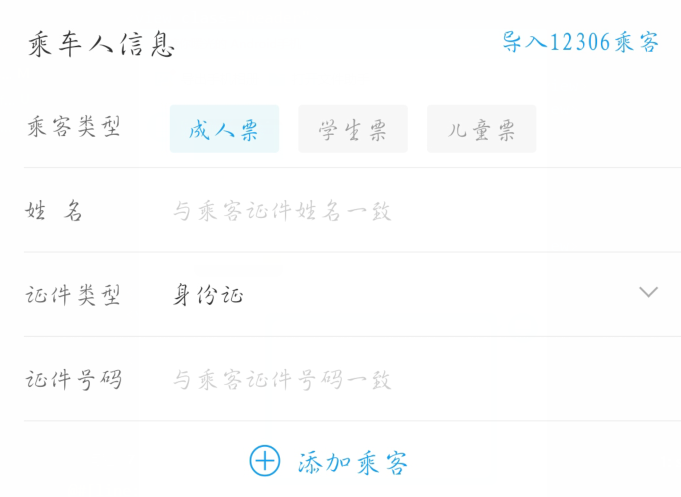 乘车人信息 导入12306乘客
乘客类型 成人票 学生票 儿童票
姓 名 与乘客证件姓名一致
证件类型 身份证
证件号码 与乘客证件号码一致
添加乘客